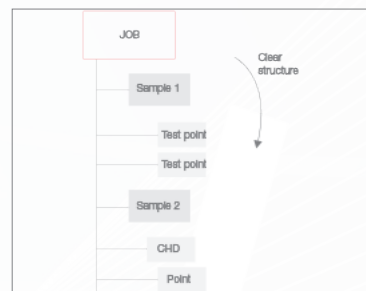 JOB
Clear
structure
Sample 1
Test point
Test point
Sample 2
CHD
Point